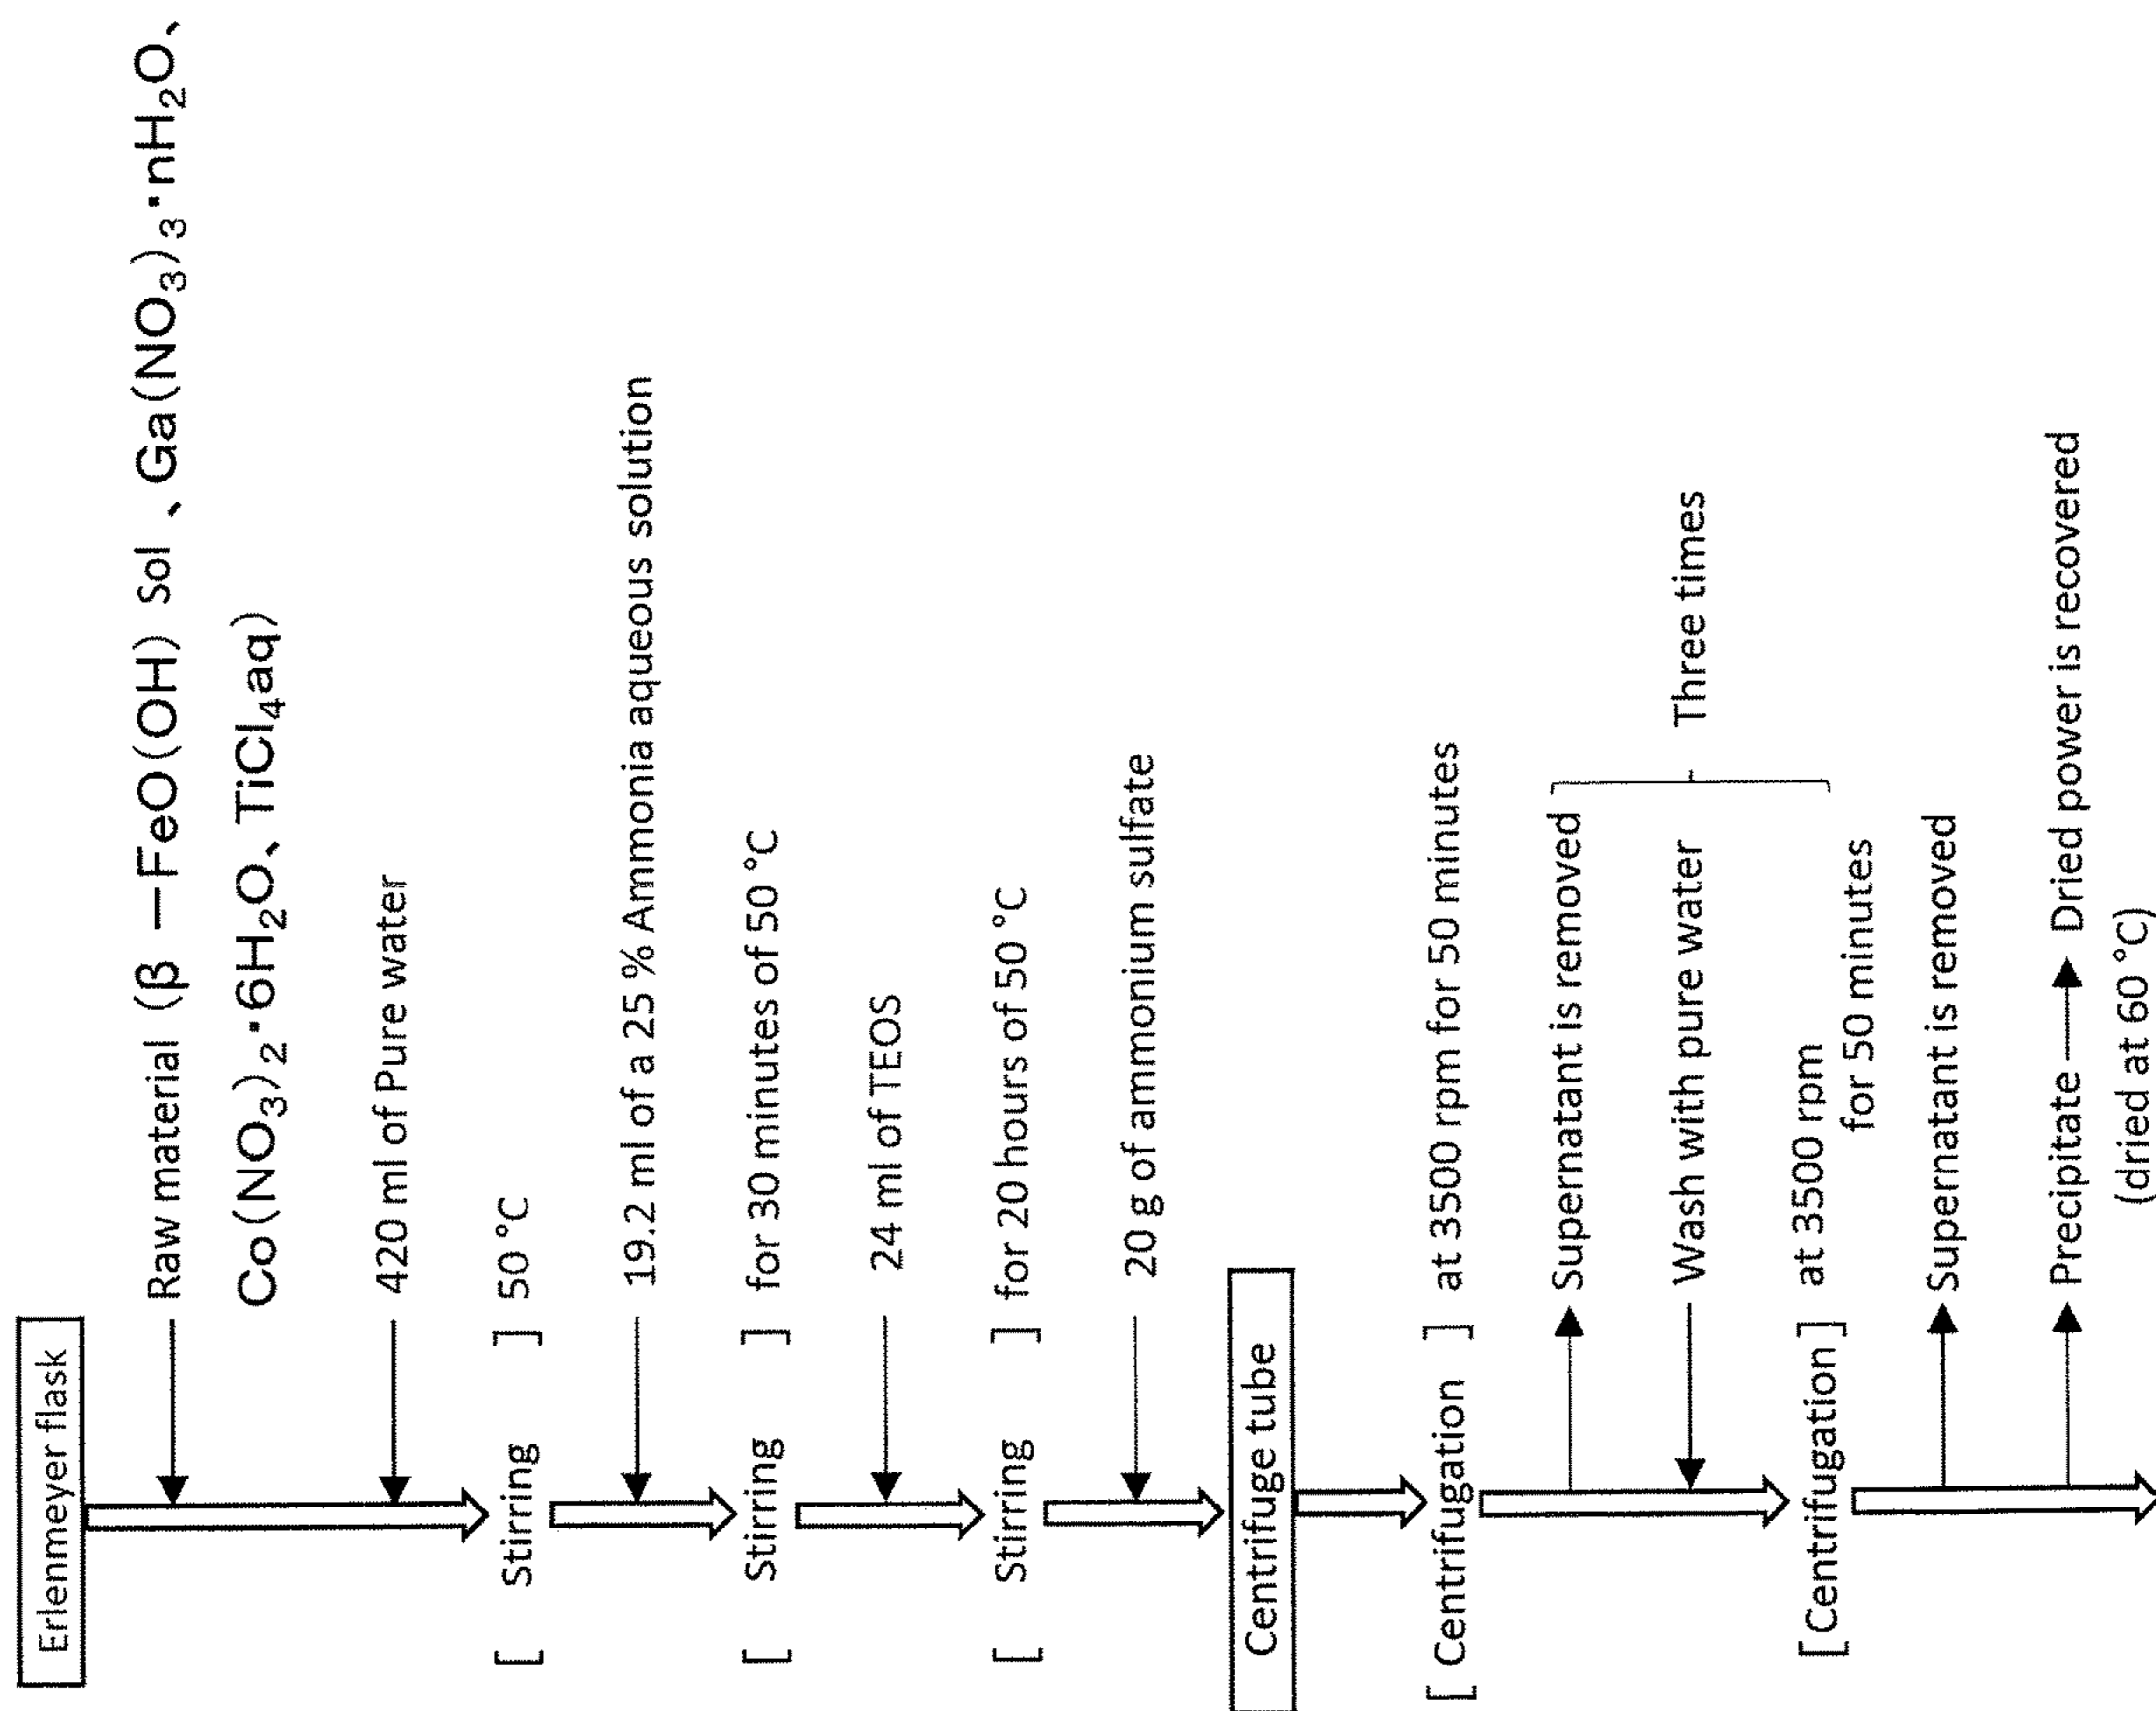 Erlenmeyer flask
Raw material (β —FeO(OH) Sol 、Ga(NO₃)₃·nH₂O、
Co(NO₃)₂·6H₂O、TiCl₄aq)
420 ml of Pure water
[ Stirring ] 50 °C
19.2 ml of a 25 % Ammonia aqueous solution
[ Stirring ] for 30 minutes of 50 °C
24 ml of TEOS
[ Stirring ] for 20 hours of 50 °C
20 g of ammonium sulfate
Centrifuge tube
[ Centrifugation ] at 3500 rpm for 50 minutes
Supernatant is removed
Wash with pure water
Three times
[ Centrifugation ] at 3500 rpm
for 50 minutes
Supernatant is removed
Precipitate → Dried power is recovered
(dried at 60 °C)